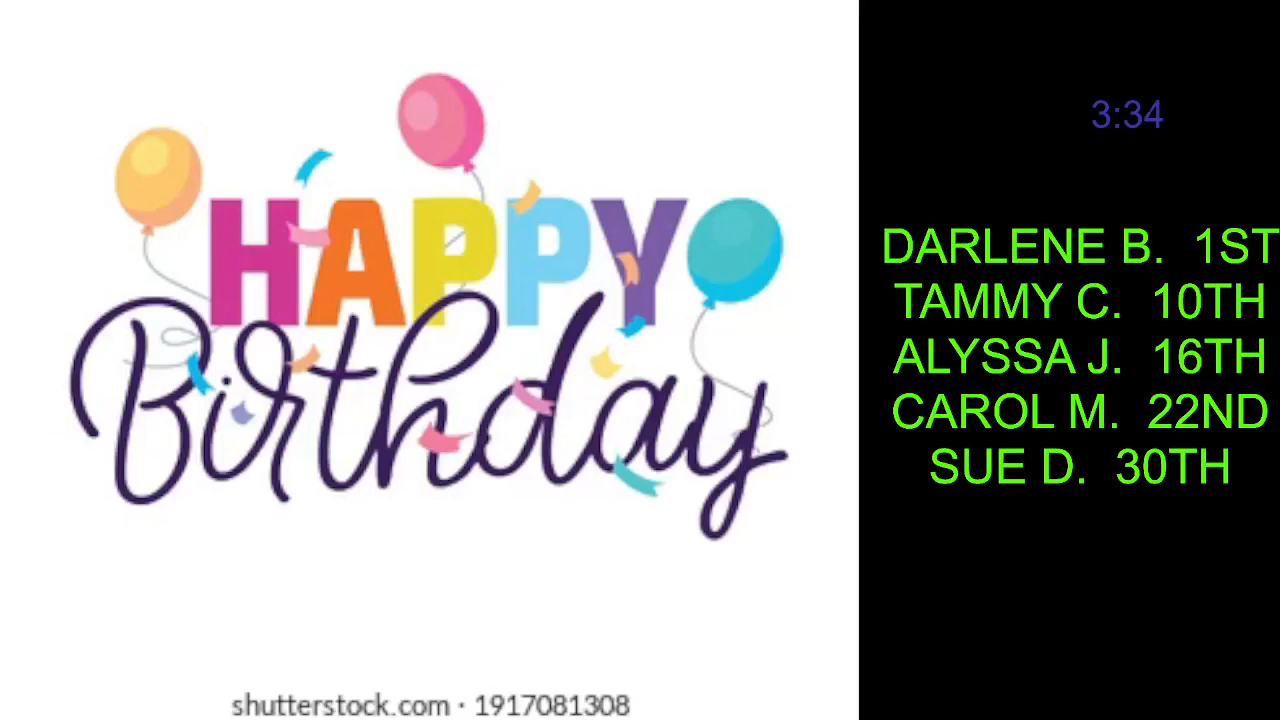 HAPPY
Birthday
shutterstock.com · 1917081308
3:34
DARLENE B. 1ST
TAMMY C. 10TH
ALYSSA J. 16TH
CAROL M. 22ND
SUE D. 30TH